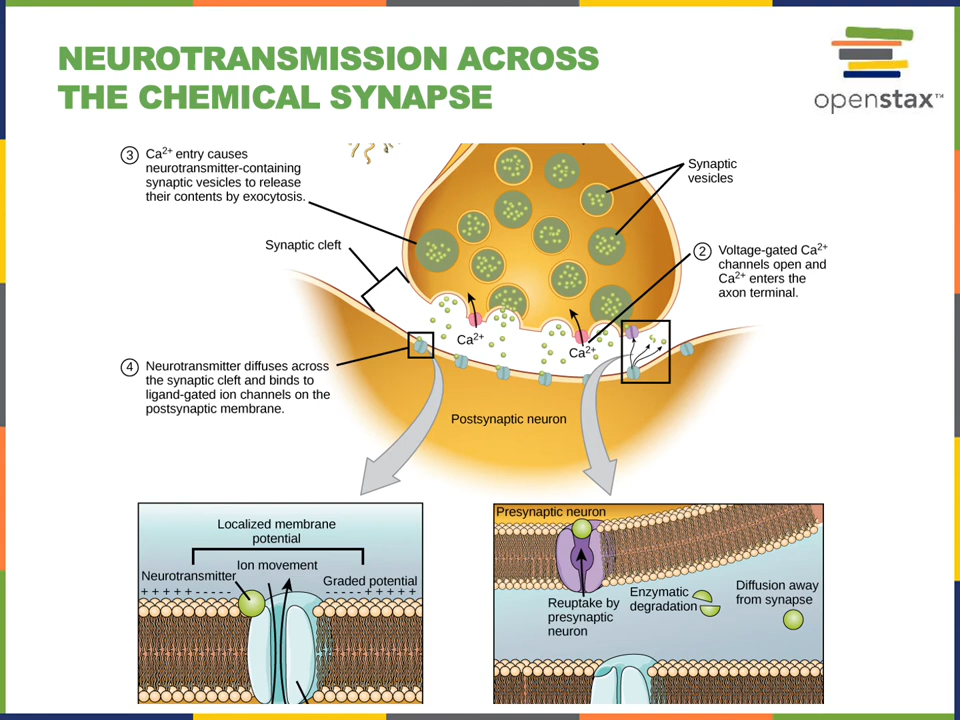 NEUROTRANSMISSION ACROSS
THE CHEMICAL SYNAPSE
openstax™
3 Ca2+ entry causes
neurotransmitter-containing
synaptic vesicles to release
their contents by exocytosis.
Synaptic
vesicles
Synaptic cleft
2 Voltage-gated Ca2+
channels open and
Ca2+ enters the
axon terminal.
Ca2+
Ca2+
4 Neurotransmitter diffuses across
the synaptic cleft and binds to
ligand-gated ion channels on the
postsynaptic membrane.
Postsynaptic neuron
Localized membrane
potential
Ion movement
Neurotransmitter
Graded potential
+ + + + + - - - - -
- - - - - + + + + +
Presynaptic neuron
Reuptake by
presynaptic
neuron
Enzymatic
degradation
Diffusion away
from synapse